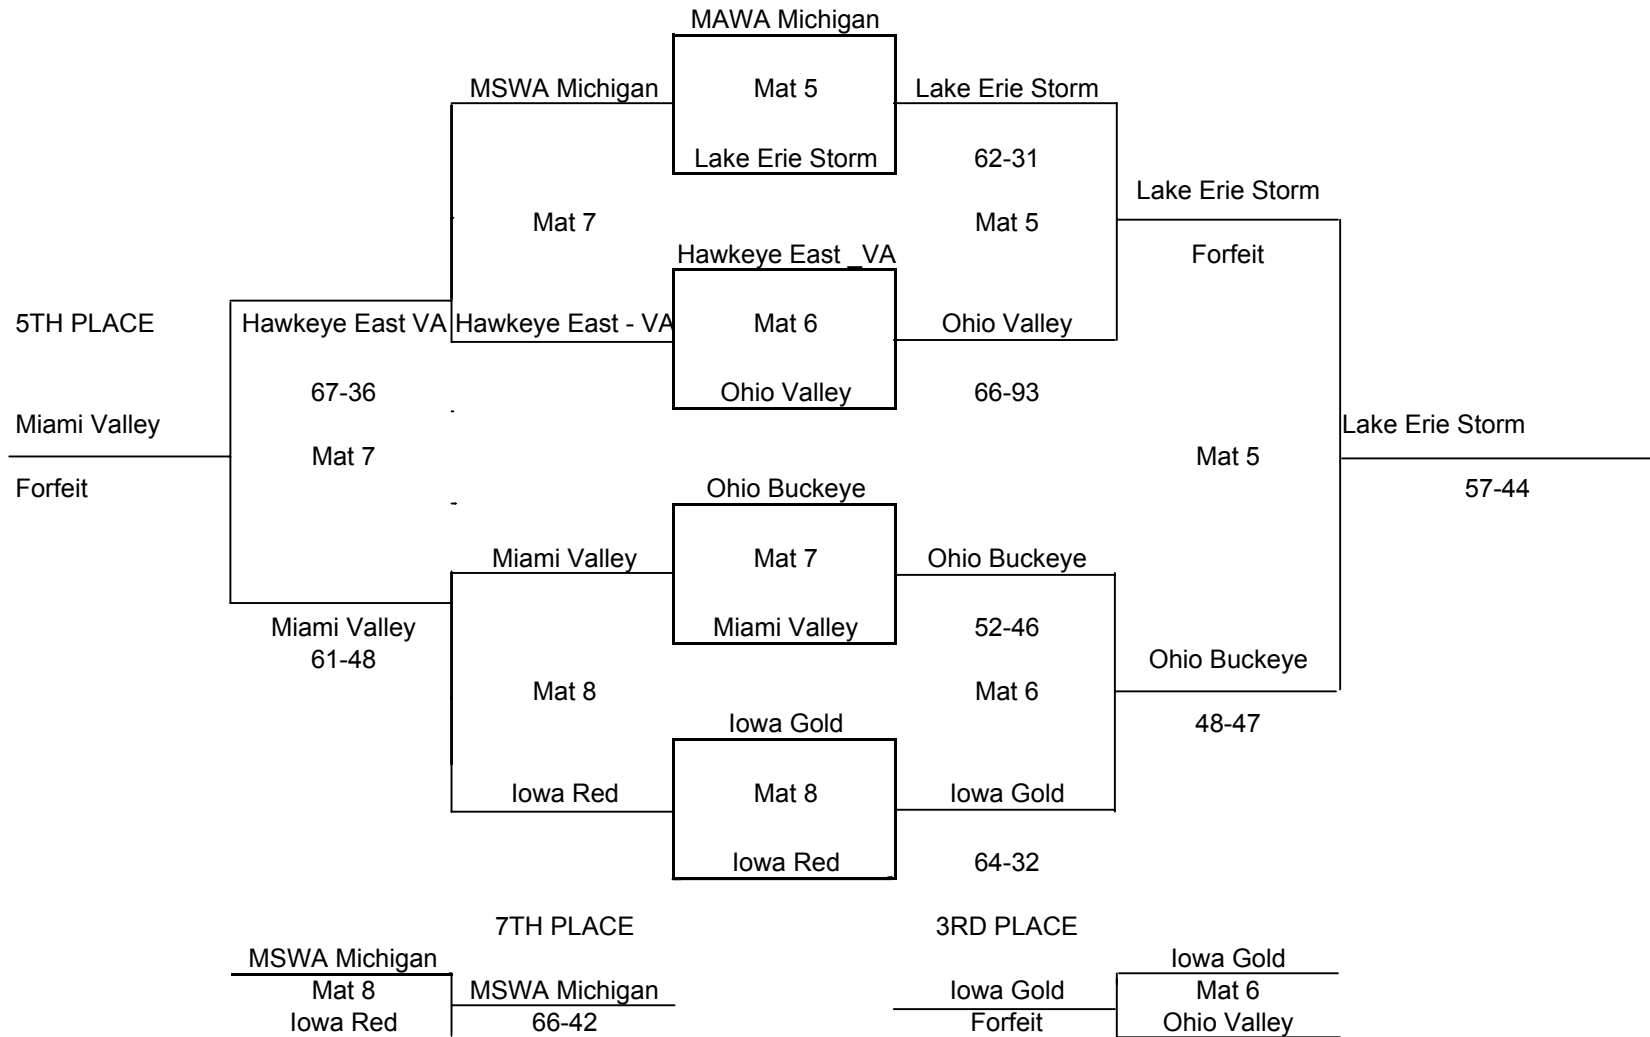 MAWA Michigan
MSWA Michigan Mat 5 Lake Erie Storm
Lake Erie Storm 62-31
Lake Erie Storm
Mat 7 Mat 5
Hawkeye East _VA Forfeit
5TH PLACE Hawkeye East VA Hawkeye East - VA Mat 6 Ohio Valley
67-36 Ohio Valley 66-93
Miami Valley Lake Erie Storm
Mat 7 Mat 5
Forfeit Ohio Buckeye 57-44
Miami Valley Mat 7 Ohio Buckeye
Miami Valley Miami Valley 52-46
61-48 Ohio Buckeye
Mat 8 Mat 6
Iowa Gold 48-47
Iowa Red Mat 8 Iowa Gold
Iowa Red 64-32
7TH PLACE 3RD PLACE
MSWA Michigan Iowa Gold
Mat 8 MSWA Michigan Iowa Gold Mat 6
Iowa Red 66-42 Forfeit Ohio Valley